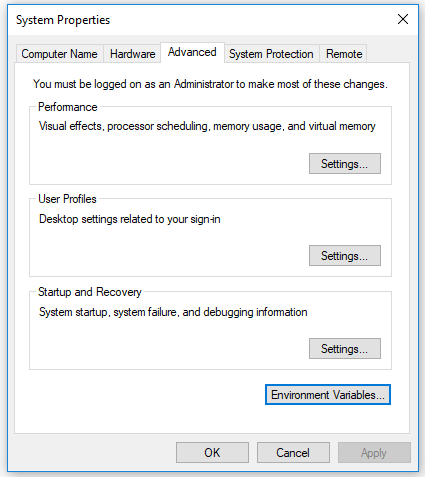 System Properties
Computer Name Hardware Advanced System Protection Remote
You must be logged on as an Administrator to make most of these changes.
Performance
Visual effects, processor scheduling, memory usage, and virtual memory
Settings...
User Profiles
Desktop settings related to your sign-in
Settings...
Startup and Recovery
System startup, system failure, and debugging information
Settings...
Environment Variables...
OK Cancel Apply